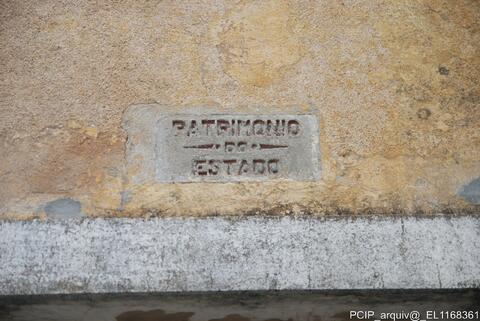 PATRIMONIO
DO
ESTADO
PCIP_arquiv@_EL1168361